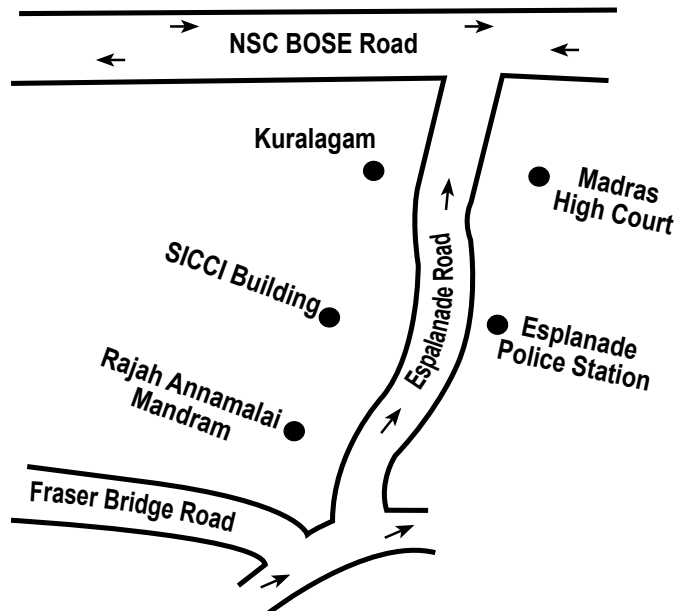 NSC BOSE Road
Kuralagam
Madras
High Court
SICCI Building
Espalanade Road
Esplanade
Police Station
Rajah Annamalai
Mandram
Fraser Bridge Road